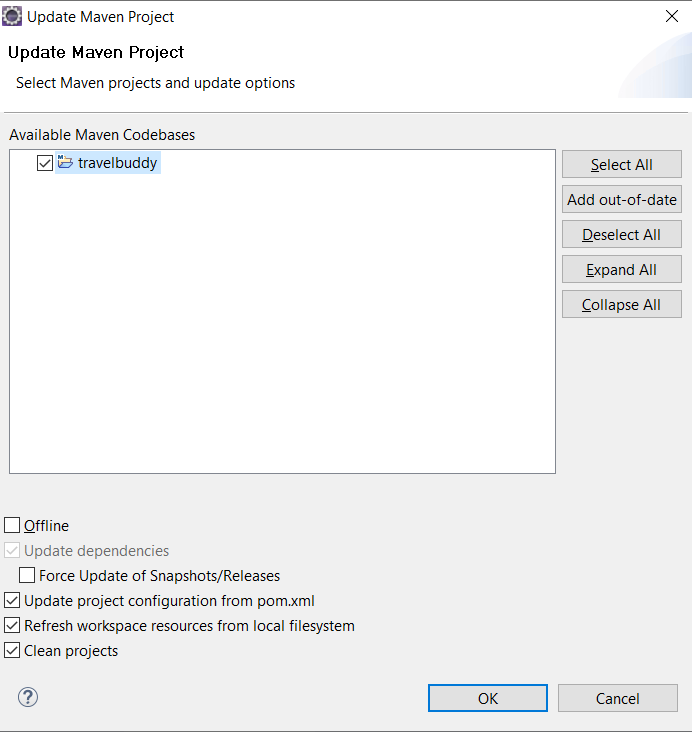 Update Maven Project
Update Maven Project
Select Maven projects and update options
Available Maven Codebases
travelbuddy
Select All
Add out-of-date
Deselect All
Expand All
Collapse All
Offline
Update dependencies
Force Update of Snapshots/Releases
Update project configuration from pom.xml
Refresh workspace resources from local filesystem
Clean projects
?
OK
Cancel